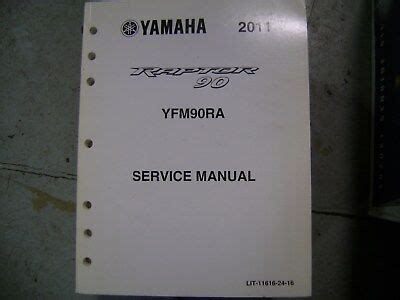 YAMAHA 2011
RAPTOR
90
YFM90RA
SERVICE MANUAL
LIT-11616-24-16